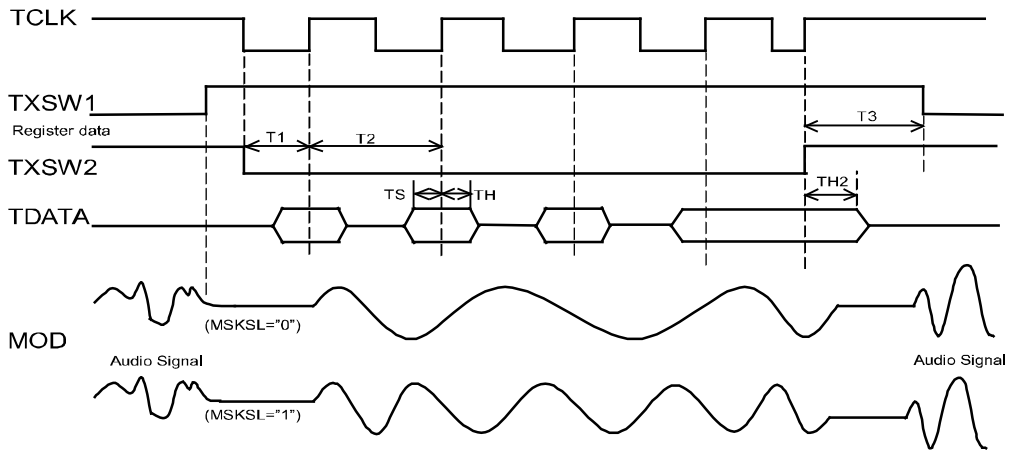 TCLK
TXSW1
Register data
T3
T1 T2
TXSW2
TS TH TH2
TDATA
(MSKSL="0")
MOD
Audio Signal Audio Signal
(MSKSL="1")